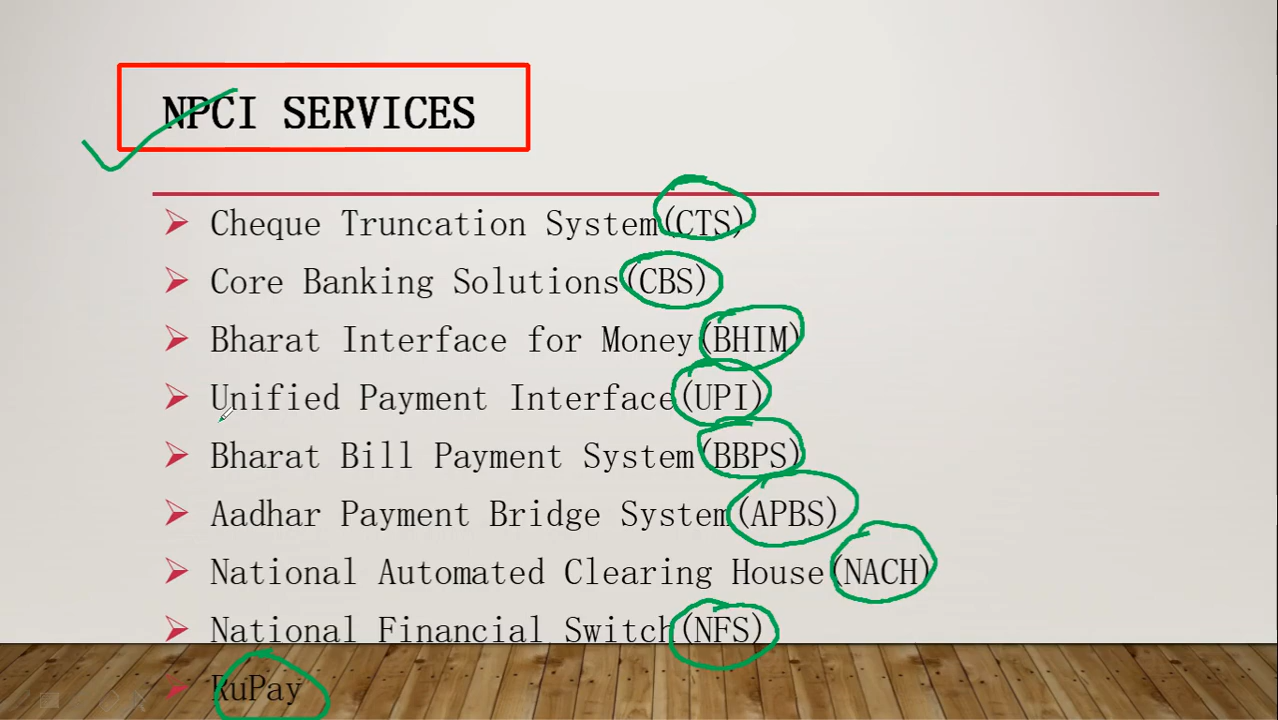 NPCI SERVICES
Cheque Truncation System(CTS)
Core Banking Solutions(CBS)
Bharat Interface for Money(BHIM)
Unified Payment Interface(UPI)
Bharat Bill Payment System(BBPS)
Aadhar Payment Bridge System(APBS)
National Automated Clearing House(NACH)
National Financial Switch(NFS)
RuPay